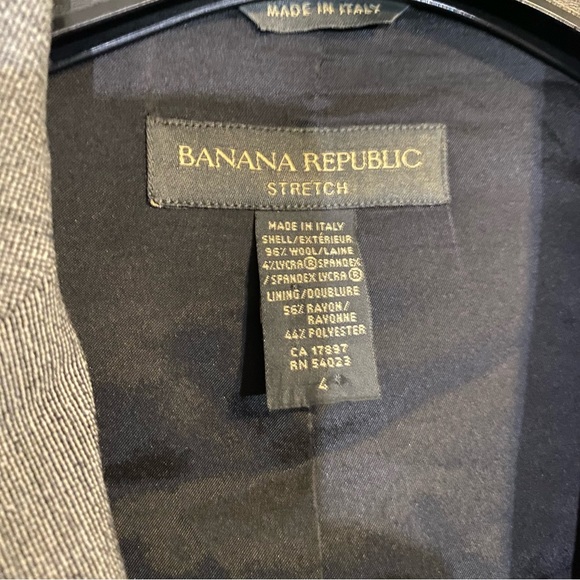 MADE IN ITALY
BANANA REPUBLIC
STRETCH
MADE IN ITALY
SHELL/EXTÉRIEUR
96% WOOL/LAINE
4%LYCRA® SPANDEX
/SPANDEX LYCRA®
LINING/DOUBLURE
56% RAYON/
RAYONNE
44% POLYESTER
CA 17897
RN 54023
4